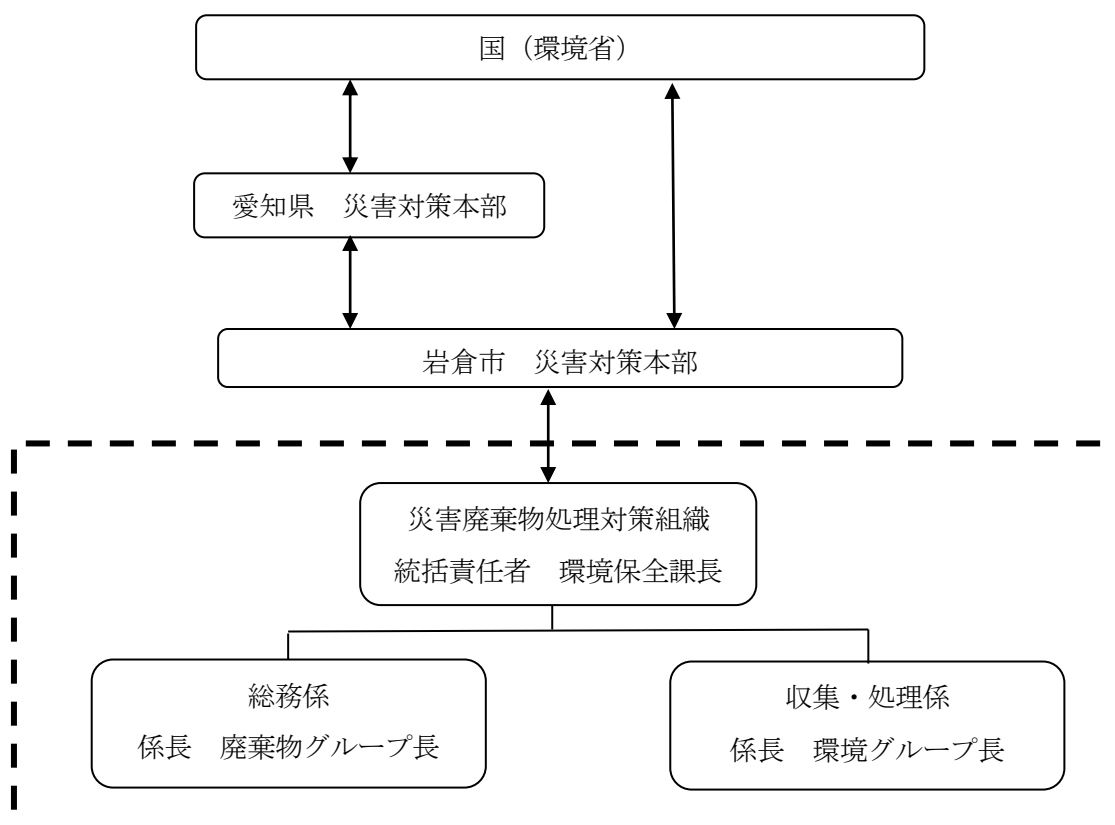 国（環境省）
愛知県　災害対策本部
岩倉市　災害対策本部
災害廃棄物処理対策組織
統括責任者　環境保全課長
総務係
係長　廃棄物グループ長
収集・処理係
係長　環境グループ長